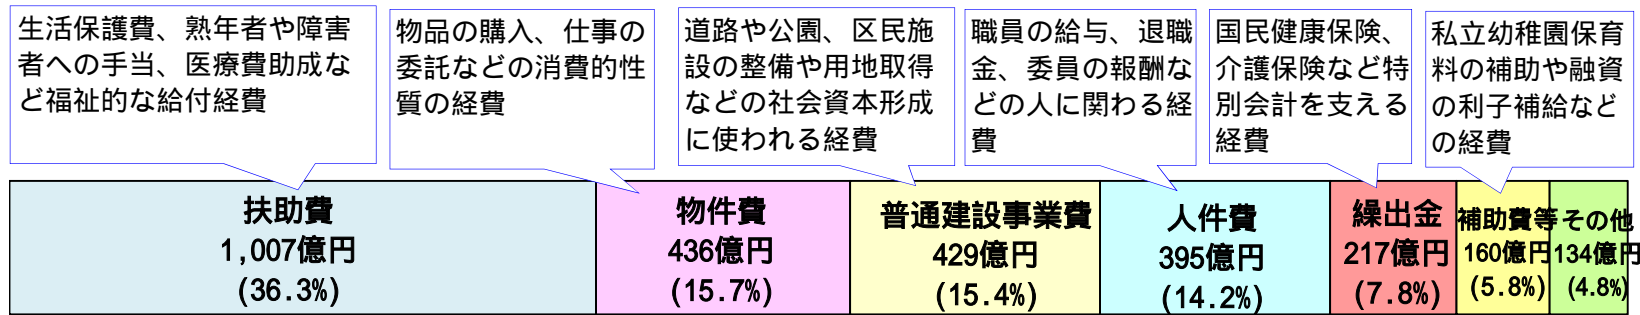 生活保護費、熟年者や障害
者への手当、医療費助成な
ど福祉的な給付経費
物品の購入、仕事の
委託などの消費的性
質の経費
道路や公園、区民施
設の整備や用地取得
などの社会資本形成
に使われる経費
職員の給与、退職
金、委員の報酬な
どの人に関わる経
費
国民健康保険、
介護保険など特
別会計を支える
経費
私立幼稚園保育
料の補助や融資
の利子補給など
の経費
扶助費
1,007億円
(36.3%)
物件費
436億円
(15.7%)
普通建設事業費
429億円
(15.4%)
人件費
395億円
(14.2%)
繰出金
217億円
(7.8%)
補助費等
160億円
(5.8%)
その他
134億円
(4.8%)